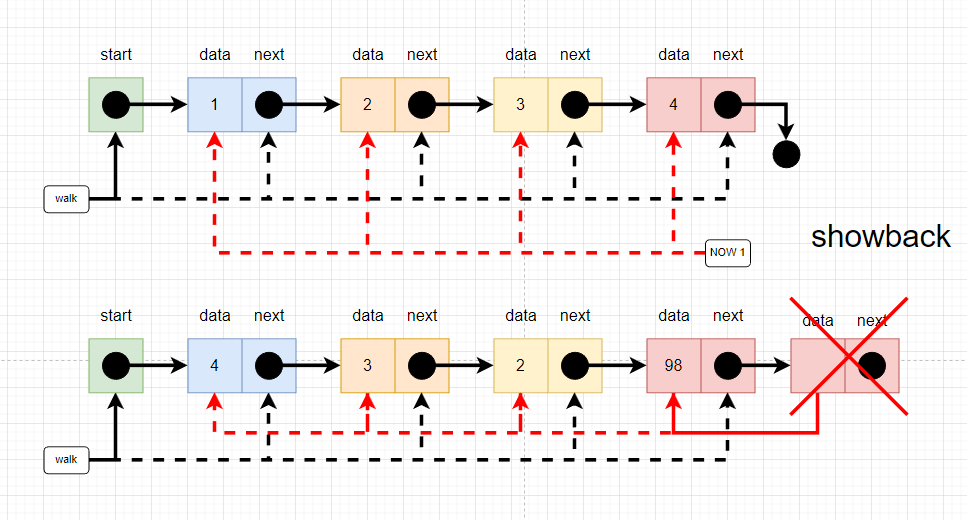 start data next data next data next data next
1 2 3 4
walk
NOW 1
showback
start data next data next data next data next data next
4 3 2 98
walk